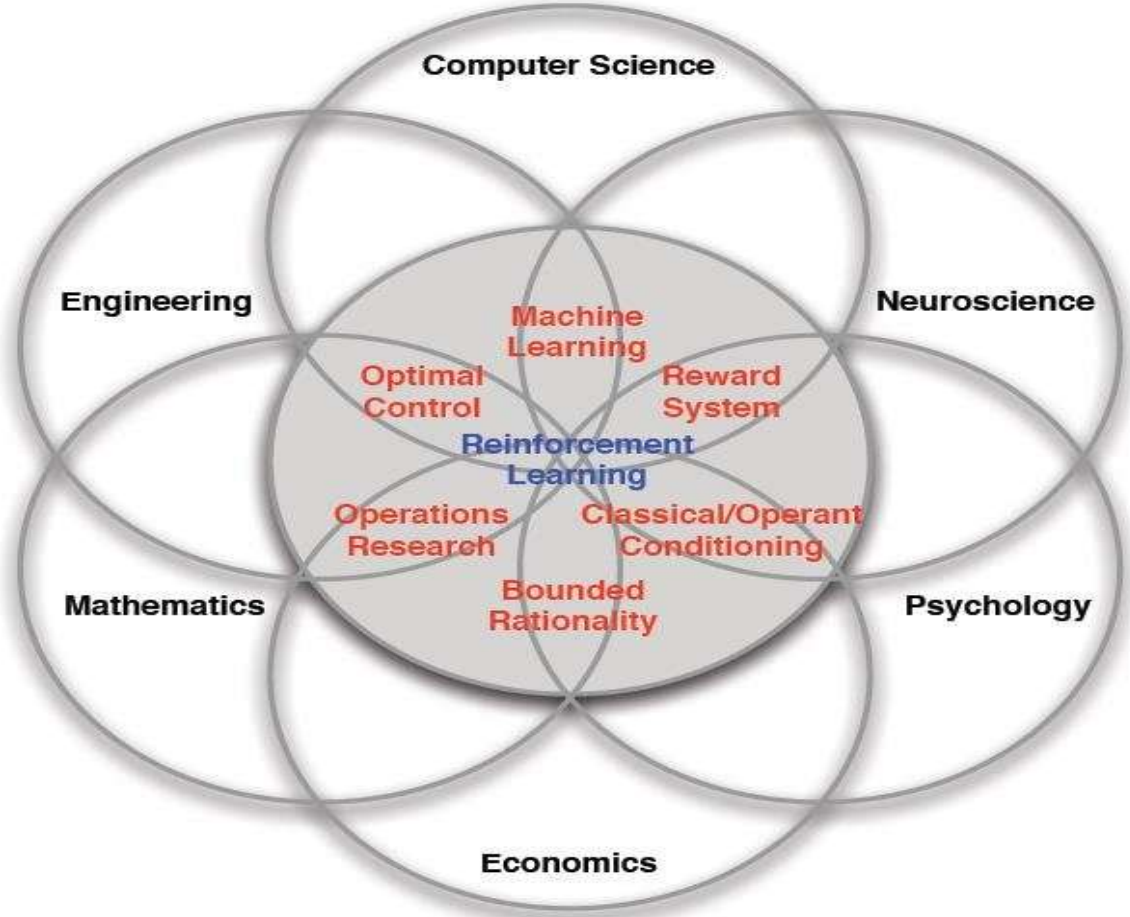 Computer Science
Engineering
Neuroscience
Machine
Learning
Optimal
Control
Reward
System
Reinforcement
Learning
Operations
Research
Classical/Operant
Conditioning
Bounded
Rationality
Mathematics
Psychology
Economics